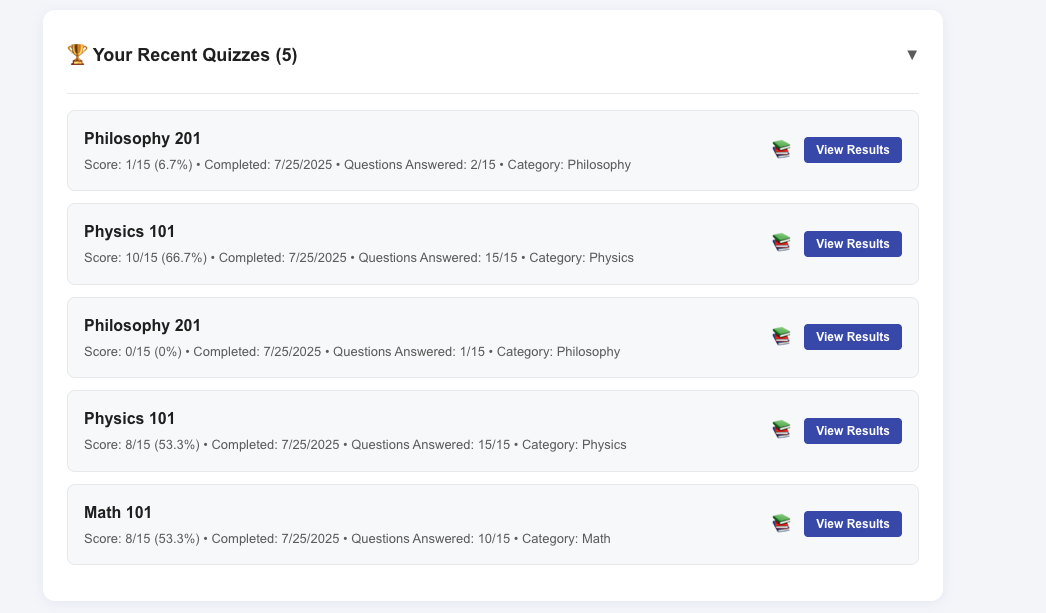 🏆 Your Recent Quizzes (5) ▼
Philosophy 201
Score: 1/15 (6.7%) • Completed: 7/25/2025 • Questions Answered: 2/15 • Category: Philosophy
View Results
Physics 101
Score: 10/15 (66.7%) • Completed: 7/25/2025 • Questions Answered: 15/15 • Category: Physics
View Results
Philosophy 201
Score: 0/15 (0%) • Completed: 7/25/2025 • Questions Answered: 1/15 • Category: Philosophy
View Results
Physics 101
Score: 8/15 (53.3%) • Completed: 7/25/2025 • Questions Answered: 15/15 • Category: Physics
View Results
Math 101
Score: 8/15 (53.3%) • Completed: 7/25/2025 • Questions Answered: 10/15 • Category: Math
View Results